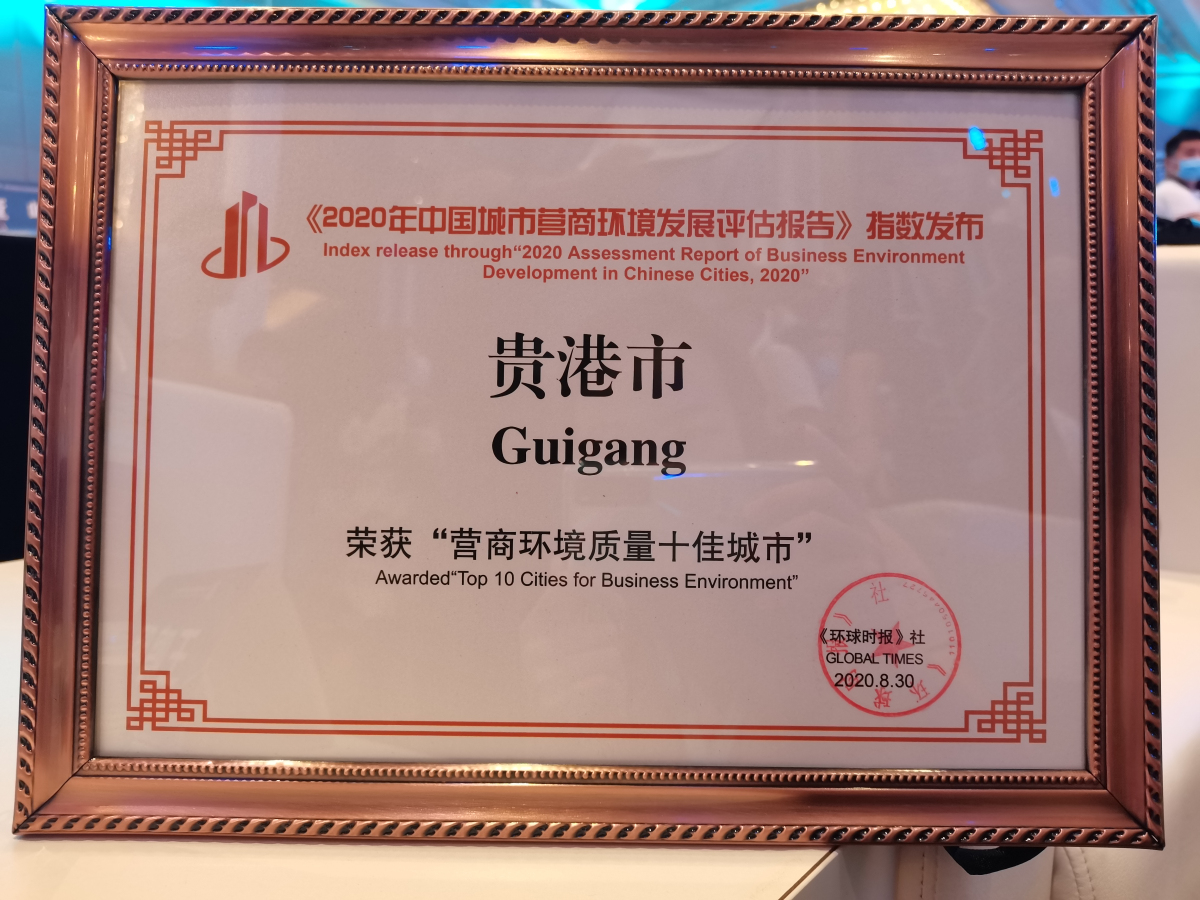 《2020年中国城市营商环境发展评估报告》指数发布
Index release through“2020 Assessment Report of Business Environment
Development in Chinese Cities, 2020”
贵港市
Guigang
荣获“营商环境质量十佳城市”
Awarded“Top 10 Cities for Business Environment”
《环球时报》社
GLOBAL TIMES
2020.8.30